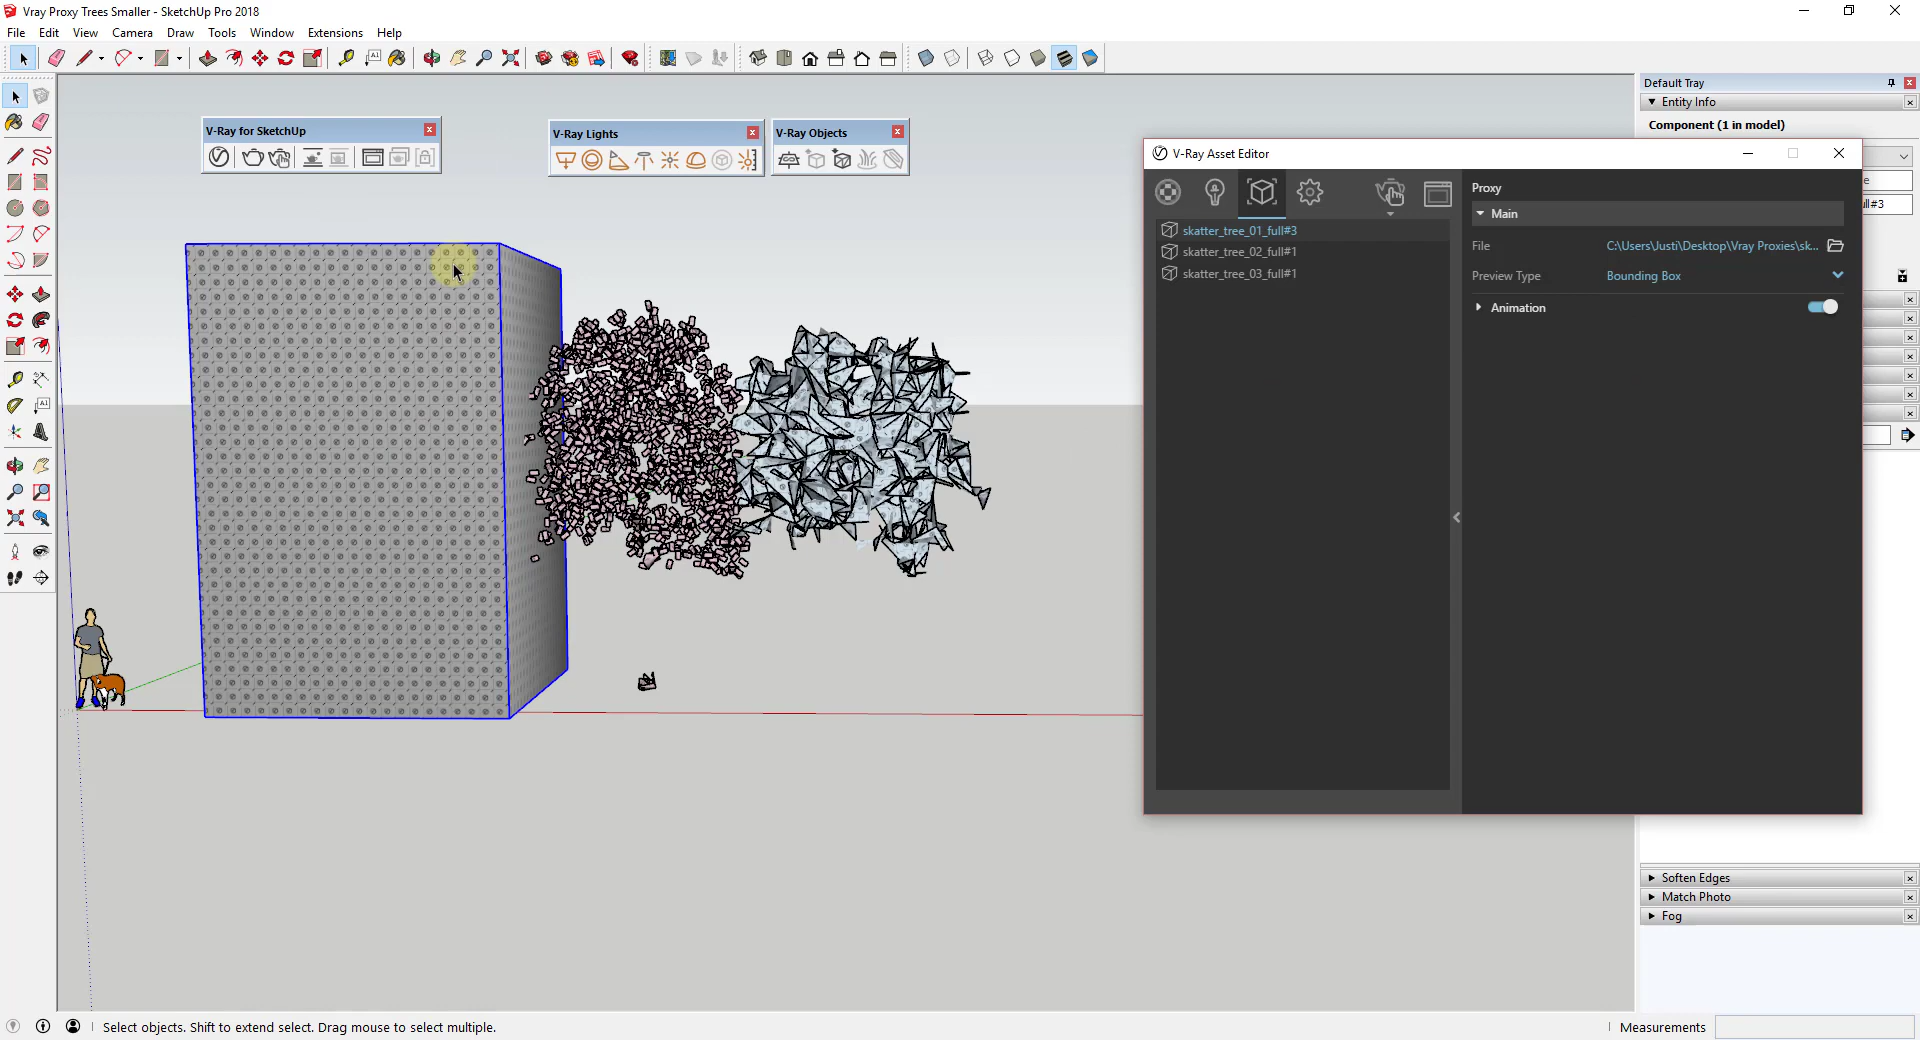 Vray Proxy Trees Smaller - SketchUp Pro 2018
File Edit View Camera Draw Tools Window Extensions Help
Default Tray
Entity Info
Component (1 in model)
V-Ray for SketchUp
V-Ray Lights
V-Ray Objects
V-Ray Asset Editor
skatter_tree_01_full#3
skatter_tree_02_full#1
skatter_tree_03_full#1
Proxy
Main
File C:\Users\Justi\Desktop\Vray Proxies\sk...
Preview Type Bounding Box
Animation
e
ull#3
Soften Edges
Match Photo
Fog
Select objects. Shift to extend select. Drag mouse to select multiple.
Measurements